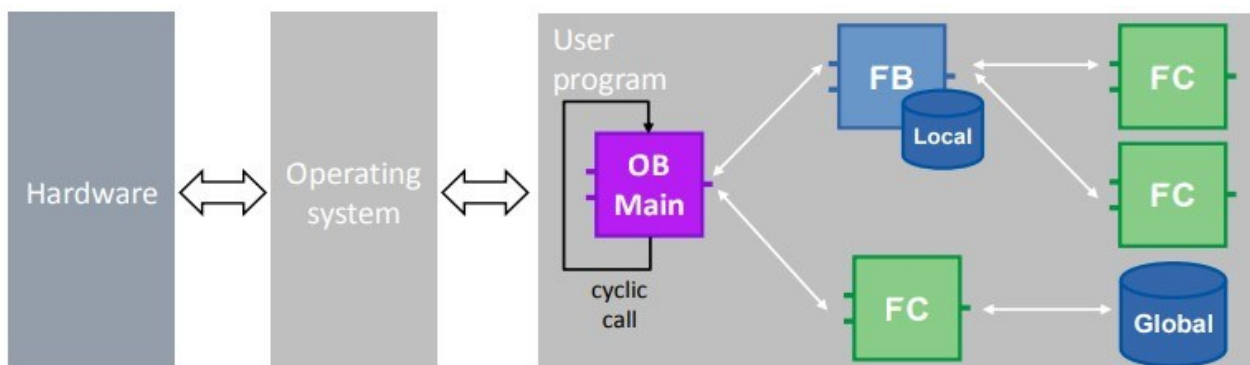 Hardware
Operating
system
User
program
OB
Main
cyclic
call
FB
Local
FC
FC
FC
Global